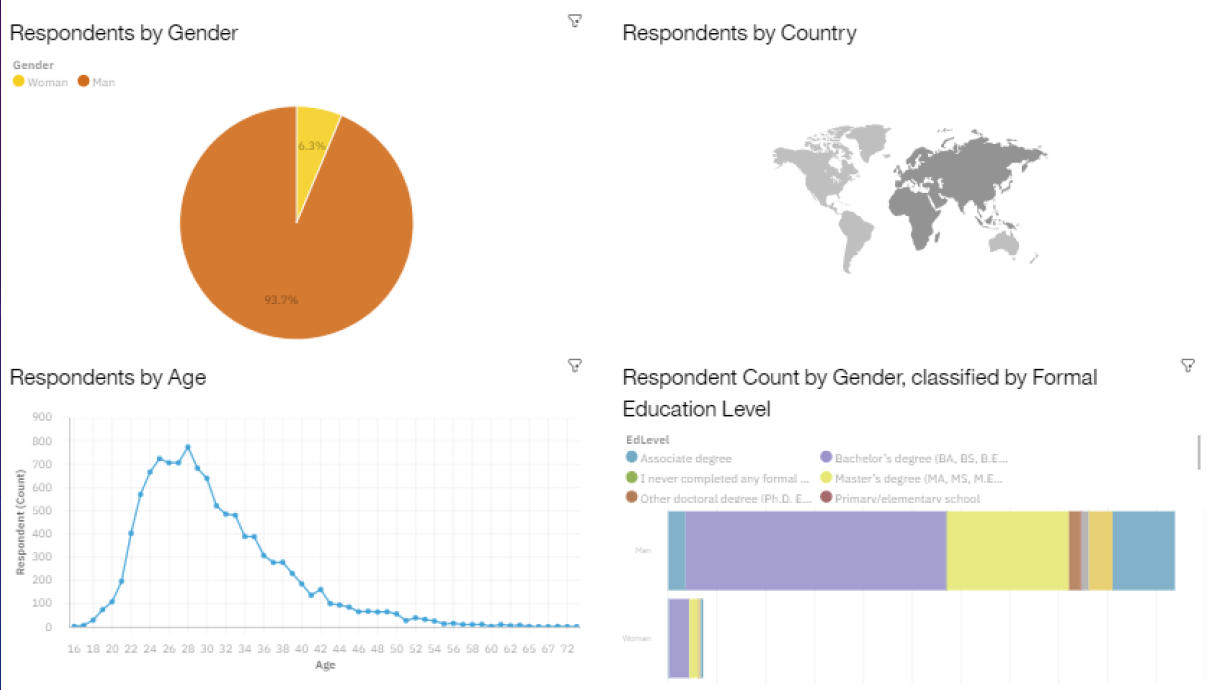 Respondents by Gender
Gender
Woman Man
6.3%
93.7%
Respondents by Country
Respondents by Age
900
800
700
600
500
400
300
200
100
0
Respondent (Count)
16 18 20 22 24 26 28 30 32 34 36 38 40 42 44 46 48 50 52 54 56 58 60 62 65 67 72
Age
Respondent Count by Gender, classified by Formal
Education Level
EdLevel
Associate degree Bachelor's degree (BA, BS, B.E...
I never completed any formal ... Master's degree (MA, MS, M.E...
Other doctoral degree (Ph.D. E... Primary/elementary school
Man
Women